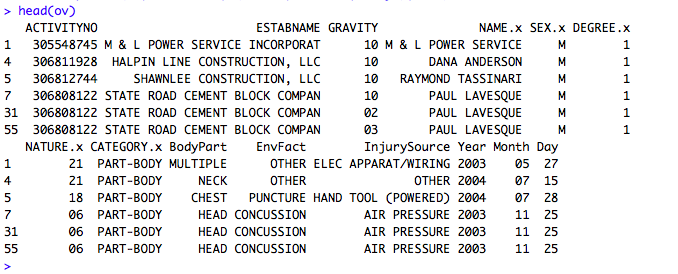 > head(ov)
ACTIVITYNO ESTABNAME GRAVITY NAME.x SEX.x DEGREE.x
1 305548745 M & L POWER SERVICE INCORPORAT 10 M & L POWER SERVICE M 1
4 306811928 HALPIN LINE CONSTRUCTION, LLC 10 DANA ANDERSON M 1
5 306812744 SHAWNLEE CONSTRUCTION, LLC 10 RAYMOND TASSINARI M 1
7 306808122 STATE ROAD CEMENT BLOCK COMPAN 10 PAUL LAVESQUE M 1
31 306808122 STATE ROAD CEMENT BLOCK COMPAN 02 PAUL LAVESQUE M 1
55 306808122 STATE ROAD CEMENT BLOCK COMPAN 03 PAUL LAVESQUE M 1
NATURE.x CATEGORY.x BodyPart EnvFact InjurySource Year Month Day
1 21 PART-BODY MULTIPLE OTHER ELEC APPARAT/WIRING 2003 05 27
4 21 PART-BODY NECK OTHER OTHER 2004 07 15
5 18 PART-BODY CHEST PUNCTURE HAND TOOL (POWERED) 2004 07 28
7 06 PART-BODY HEAD CONCUSSION AIR PRESSURE 2003 11 25
31 06 PART-BODY HEAD CONCUSSION AIR PRESSURE 2003 11 25
55 06 PART-BODY HEAD CONCUSSION AIR PRESSURE 2003 11 25
>